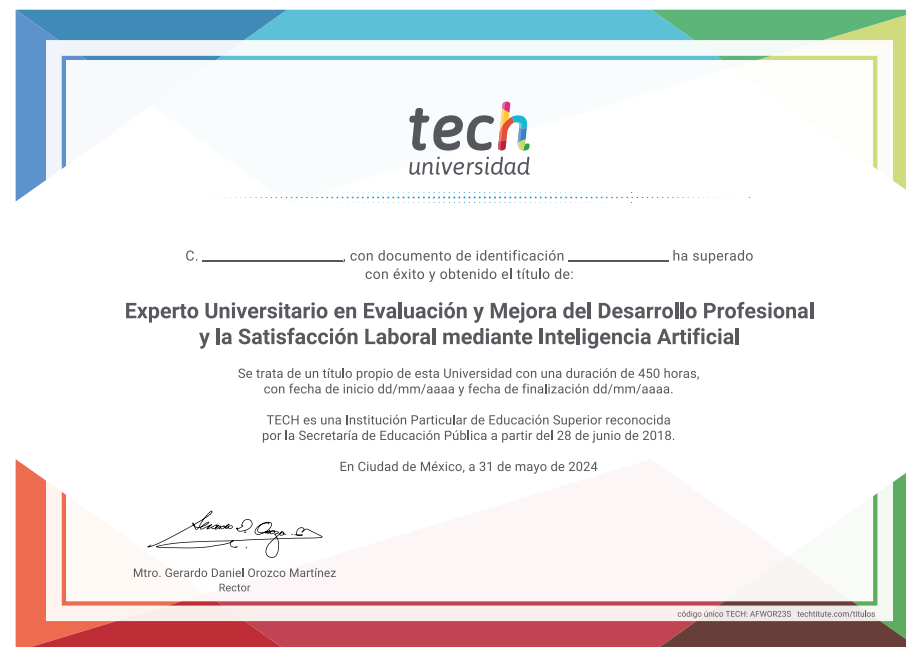 tech
universidad
C. ____________, con documento de identificación ____________ ha superado
con éxito y obtenido el título de:
Experto Universitario en Evaluación y Mejora del Desarrollo Profesional
y la Satisfacción Laboral mediante Inteligencia Artificial
Se trata de un título propio de esta Universidad con una duración de 450 horas,
con fecha de inicio dd/mm/aaaa y fecha de finalización dd/mm/aaaa.
TECH es una Institución Particular de Educación Superior reconocida
por la Secretaría de Educación Pública a partir del 28 de junio de 2018.
En Ciudad de México, a 31 de mayo de 2024
Mtro. Gerardo Daniel Orozco Martínez
Rector
código único TECH: AFWOR23S techtitute.com/titulos